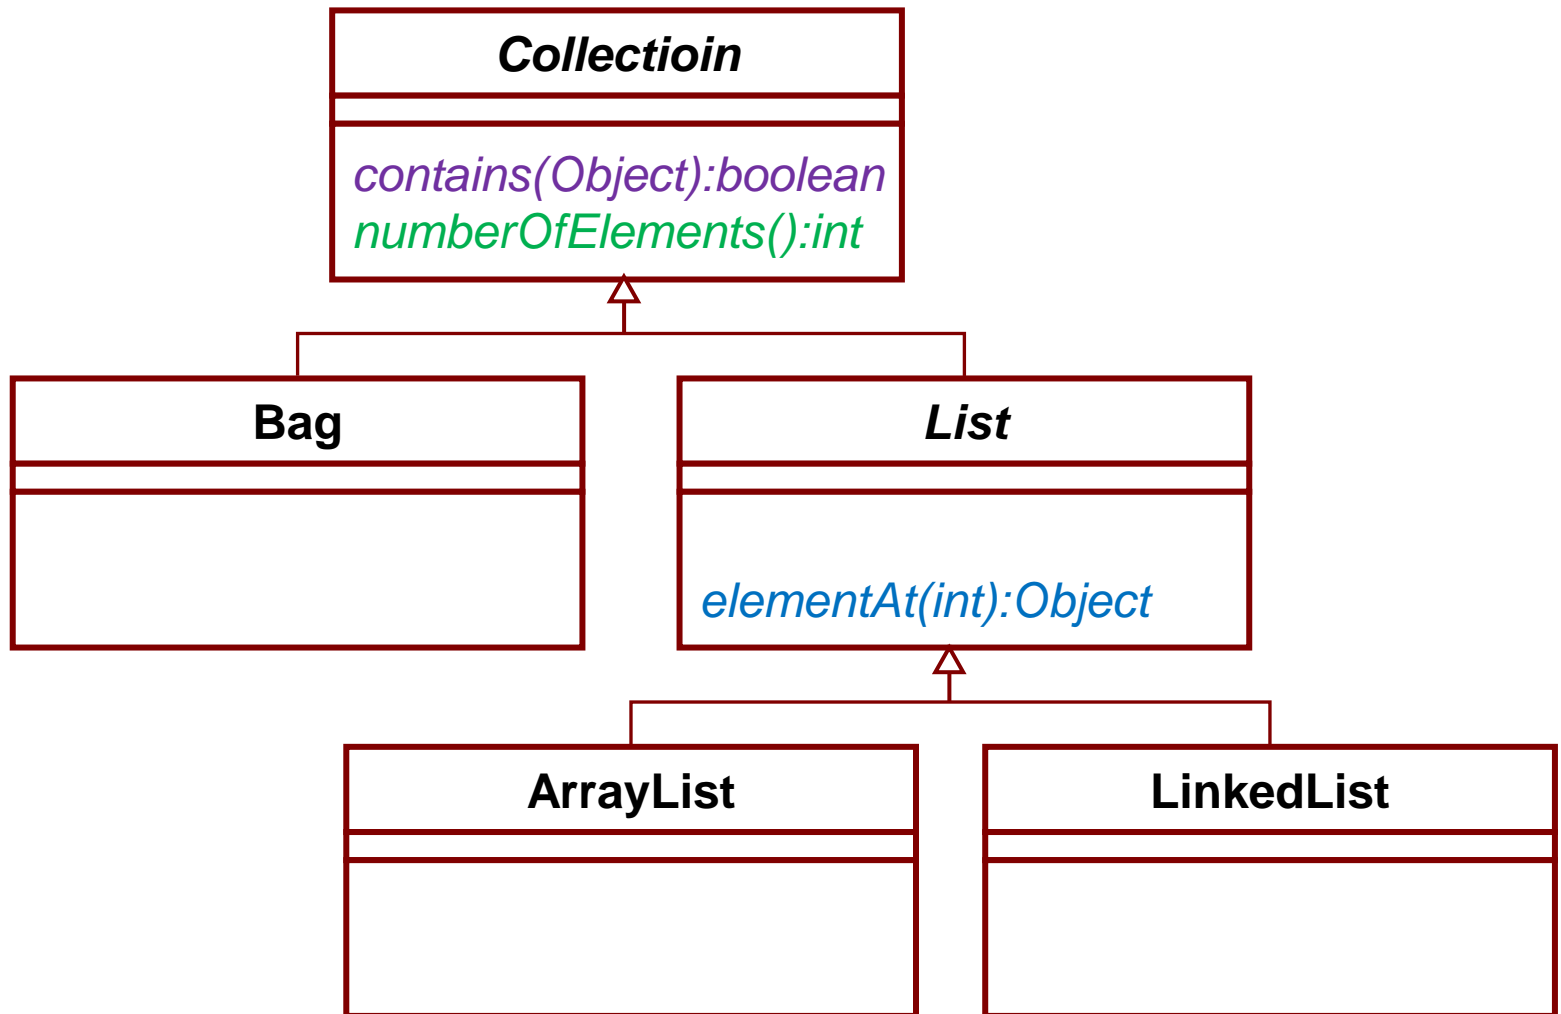 Collectioin
contains(Object):boolean
numberOfElements():int
Bag
List
elementAt(int):Object
ArrayList
LinkedList